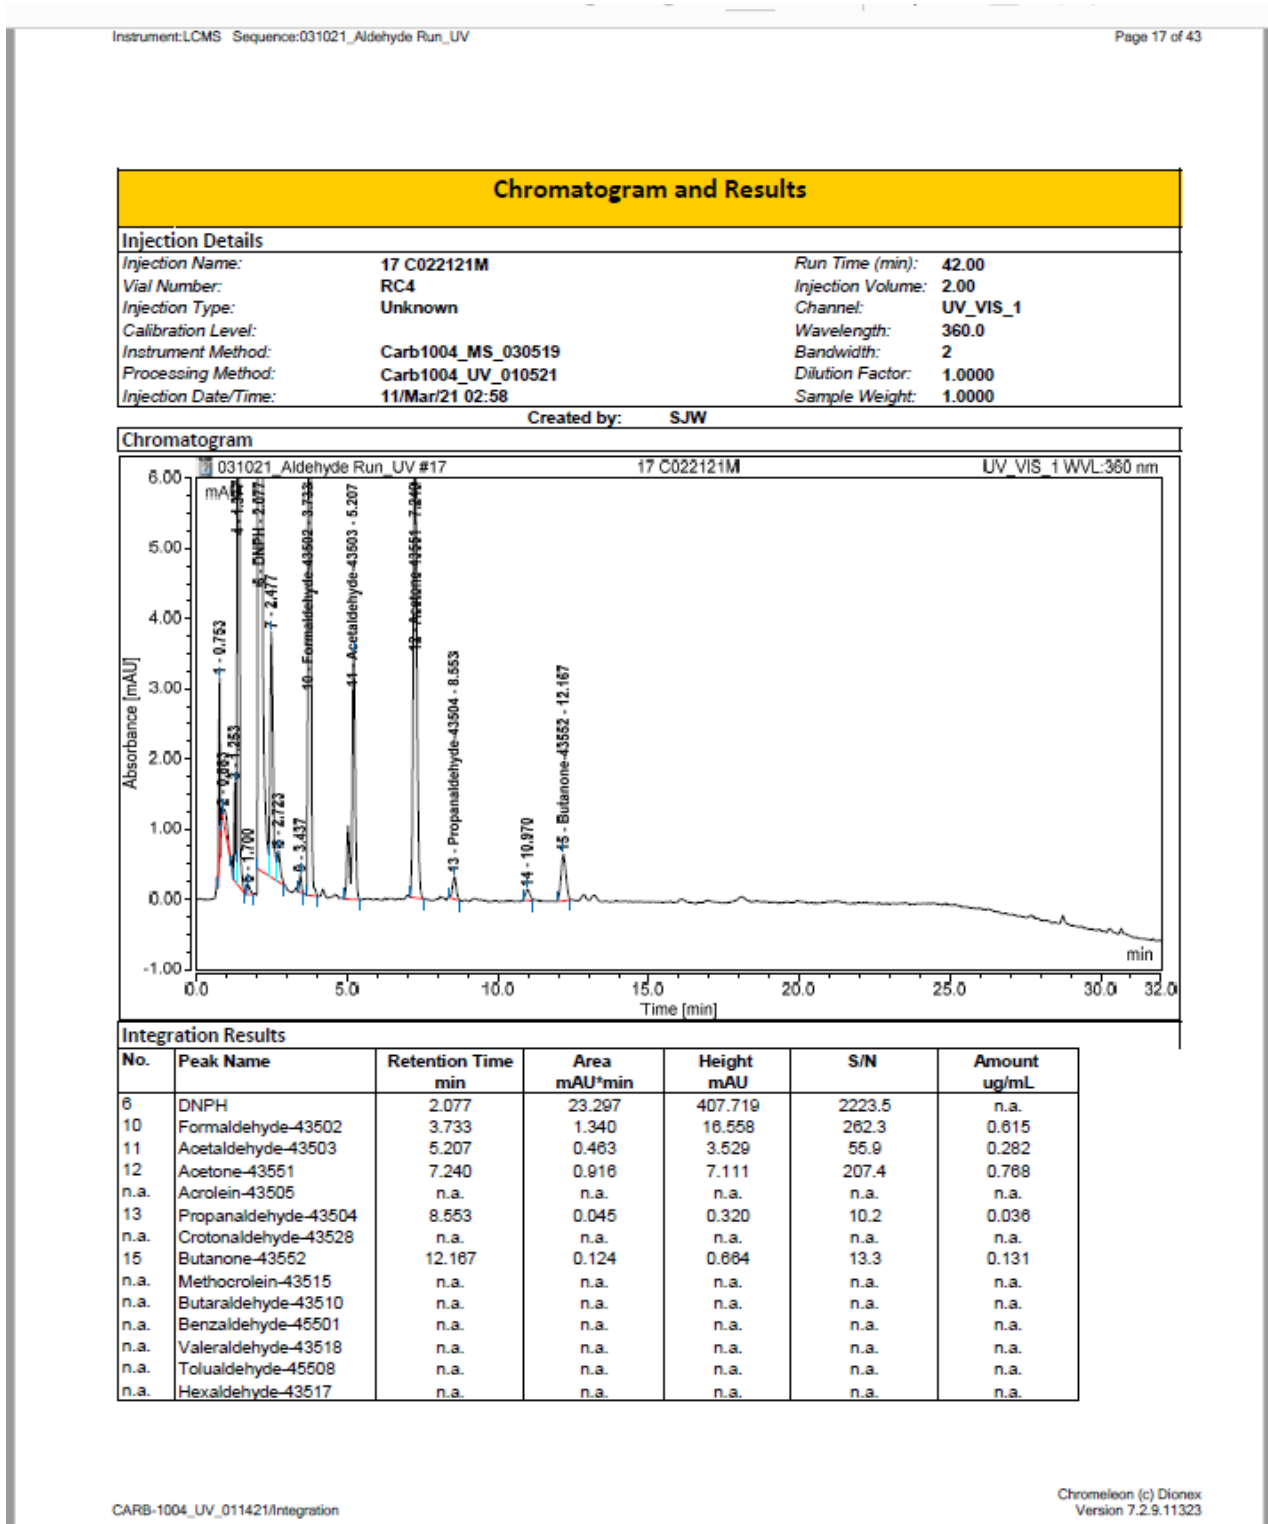 Instrument:LCMS Sequence:031021_Aldehyde Run_UV Page 17 of 43
Chromatogram and Results
Injection Details
Injection Name: 17 C022121M Run Time (min): 42.00
Vial Number: RC4 Injection Volume: 2.00
Injection Type: Unknown Channel: UV_VIS_1
Calibration Level: Wavelength: 360.0
Instrument Method: Carb1004_MS_030519 Bandwidth: 2
Processing Method: Carb1004_UV_010521 Dilution Factor: 1.0000
Injection Date/Time: 11/Mar/21 02:58 Sample Weight: 1.0000
Created by: SJW
Chromatogram
031021_Aldehyde Run_UV #17 17 C022121M UV_VIS_1 WVL:360 nm
mAU
6.00
5.00
4.00
3.00
2.00
1.00
0.00
-1.00
Absorbance [mAU]
1 - 0.753
2 - 0.883
3 - 1.253
4 - 1.377
5 - 1.700
6 - DNPH - 2.077
7 - 2.477
8 - 2.723
9 - 3.437
10 - Formaldehyde-43502 - 3.733
11 - Acetaldehyde-43503 - 5.207
12 - Acetone-43551 - 7.240
13 - Propanaldehyde-43504 - 8.553
14 - 10.970
15 - Butanone-43552 - 12.167
min
0.0 5.0 10.0 15.0 20.0 25.0 30.0 32.0
Time [min]
Integration Results
No. Peak Name Retention Time Area Height S/N Amount
min mAU*min mAU ug/mL
6 DNPH 2.077 23.297 407.719 2223.5 n.a.
10 Formaldehyde-43502 3.733 1.340 16.558 262.3 0.615
11 Acetaldehyde-43503 5.207 0.463 3.529 55.9 0.282
12 Acetone-43551 7.240 0.916 7.111 207.4 0.768
n.a. Acrolein-43505 n.a. n.a. n.a. n.a. n.a.
13 Propanaldehyde-43504 8.553 0.045 0.320 10.2 0.036
n.a. Crotonaldehyde-43528 n.a. n.a. n.a. n.a. n.a.
15 Butanone-43552 12.167 0.124 0.664 13.3 0.131
n.a. Methocrolein-43515 n.a. n.a. n.a. n.a. n.a.
n.a. Butaraldehyde-43510 n.a. n.a. n.a. n.a. n.a.
n.a. Benzaldehyde-45501 n.a. n.a. n.a. n.a. n.a.
n.a. Valeraldehyde-43518 n.a. n.a. n.a. n.a. n.a.
n.a. Tolualdehyde-45508 n.a. n.a. n.a. n.a. n.a.
n.a. Hexaldehyde-43517 n.a. n.a. n.a. n.a. n.a.
Chromeleon (c) Dionex
CARB-1004_UV_011421/Integration Version 7.2.9.11323